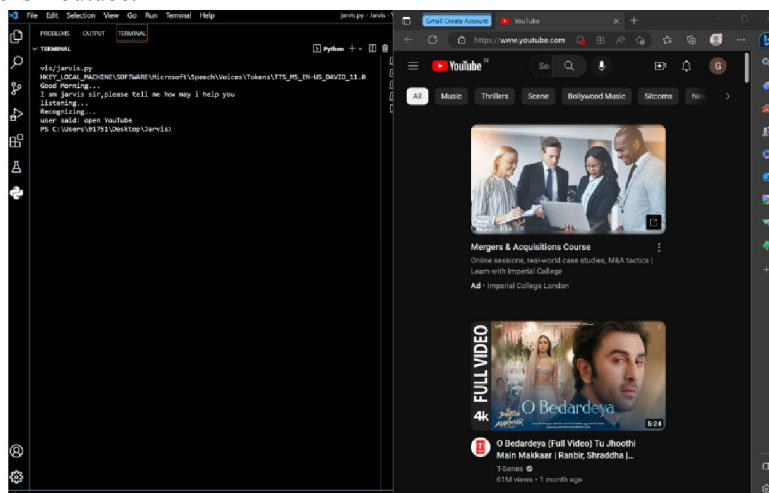 File Edit Selection View Go Run Terminal Help
jarvis.py - Jarvis -
PROBLEMS OUTPUT TERMINAL
TERMINAL
Python
vis/jarvis.py
HKEY_LOCAL_MACHINE\SOFTWARE\Microsoft\Speech\Voices\Tokens\TTS_MS_EN-US_DAVID_11.0
Good Morning...
I am jarvis sir,please tell me how may i help you
listening...
Recognizing...
user said: open YouTube
PS C:\Users\91751\Desktop\Jarvis>
Gmail Create Account
YouTube
https://www.youtube.com
YouTube
Se
G
All Music Thrillers Scene Bollywood Music Sitcoms
Mergers & Acquisitions Course
Online sessions, real-world case studies, M&A tactics |
Learn with Imperial College
Ad · Imperial College London
FULL VIDEO
4k
O Bedardeya
5:24
O Bedardeya (Full Video) Tu Jhoothi
Main Makkaar | Ranbir, Shraddha |...
T-Series
61M views · 1 month ago